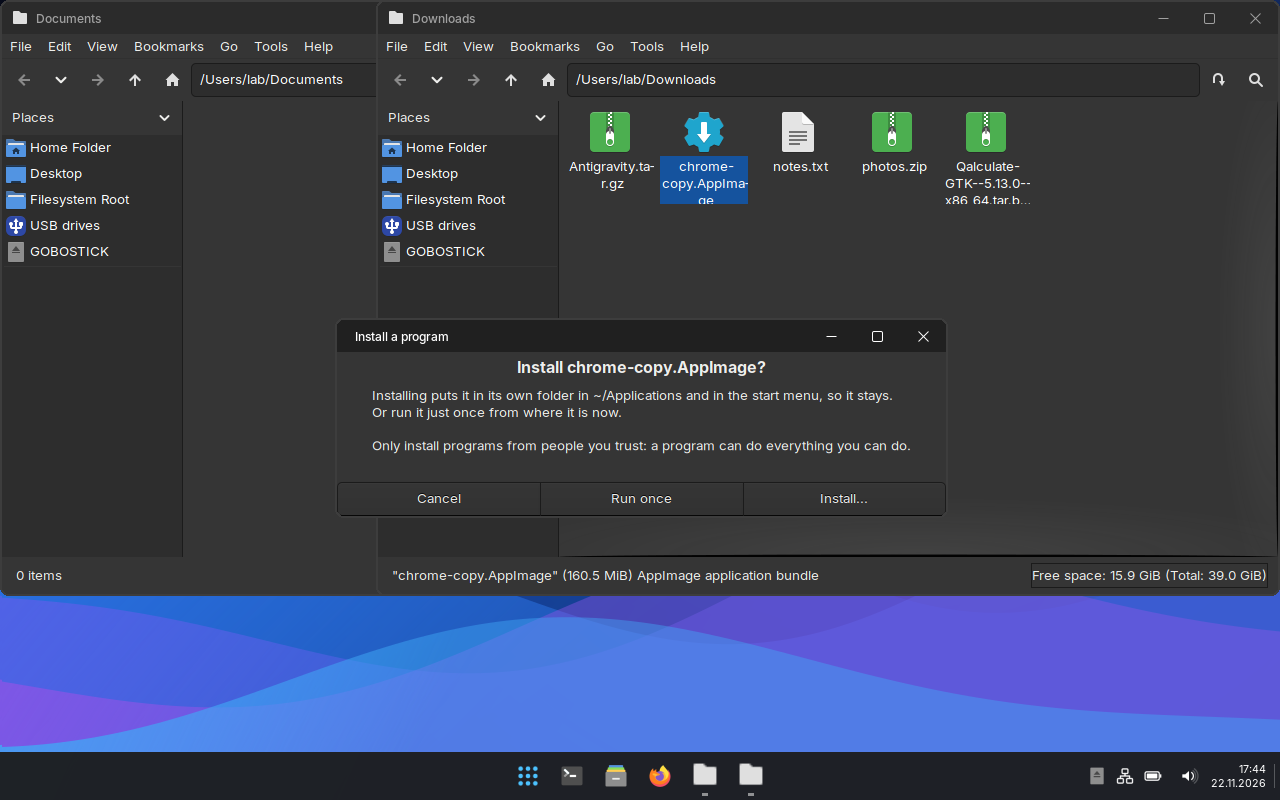 Documents
File Edit View Bookmarks Go Tools Help
/Users/lab/Documents
Places
Home Folder
Desktop
Filesystem Root
USB drives
GOBOSTICK
0 items
Downloads
File Edit View Bookmarks Go Tools Help
/Users/lab/Downloads
Places
Home Folder
Desktop
Filesystem Root
USB drives
GOBOSTICK
Antigravity.ta-
r.gz
chrome-
copy.AppIma-
ge
notes.txt
photos.zip
Qalculate-
GTK--5.13.0--
x86_64.tar.b...
Install a program
Install chrome-copy.AppImage?
Installing puts it in its own folder in ~/Applications and in the start menu, so it stays.
Or run it just once from where it is now.
Only install programs from people you trust: a program can do everything you can do.
Cancel Run once Install...
"chrome-copy.AppImage" (160.5 MiB) AppImage application bundle
Free space: 15.9 GiB (Total: 39.0 GiB)
17:44
22.11.2026